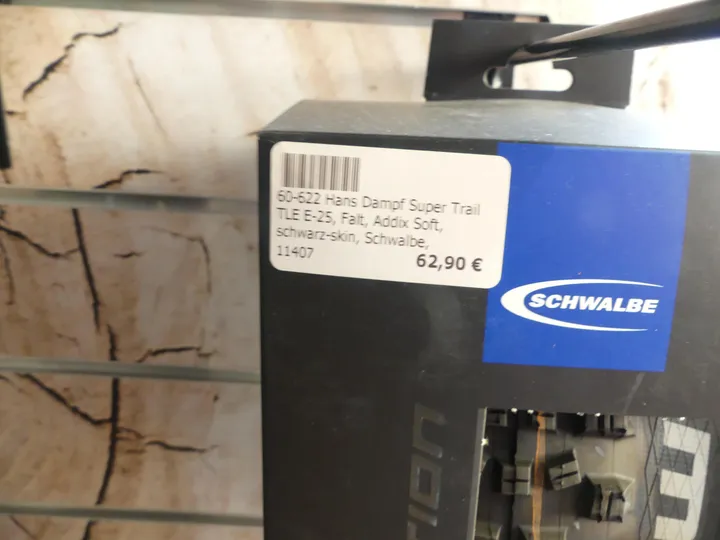 60-622 Hans Dampf Super Trail
TLE E-25, Falt, Addix Soft,
schwarz-skin, Schwalbe,
11407
62,90 €
SCHWALBE